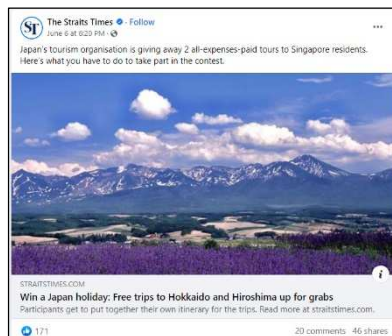 The Straits Times · Follow
June 6 at 8:20 PM ·
Japan's tourism organisation is giving away 2 all-expenses-paid tours to Singapore residents.
Here's what you have to do to take part in the contest.
STRAITSTIMES.COM
Win a Japan holiday: Free trips to Hokkaido and Hiroshima up for grabs
Participants get to put together their own itinerary for the trips. Read more at straitstimes.com.
171
20 comments 46 shares